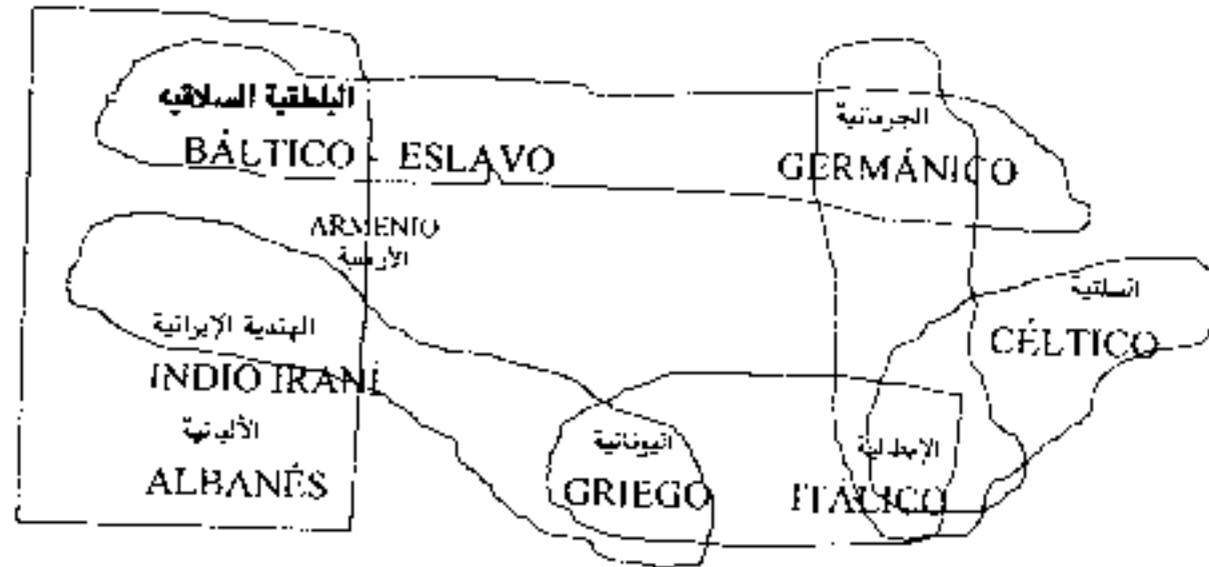 البلطقية السلاقيه
BÁLTICO - ESLAVO
الجرمانية
GERMÁNICO
ARMENIO
الأرمنية
السلتية
CÉLTICO
الهندية الإيرانية
INDIO IRANÍ
الألبانية
ALBANÉS
اليونانية
GRIEGO
الإيطالية
ITÁLICO